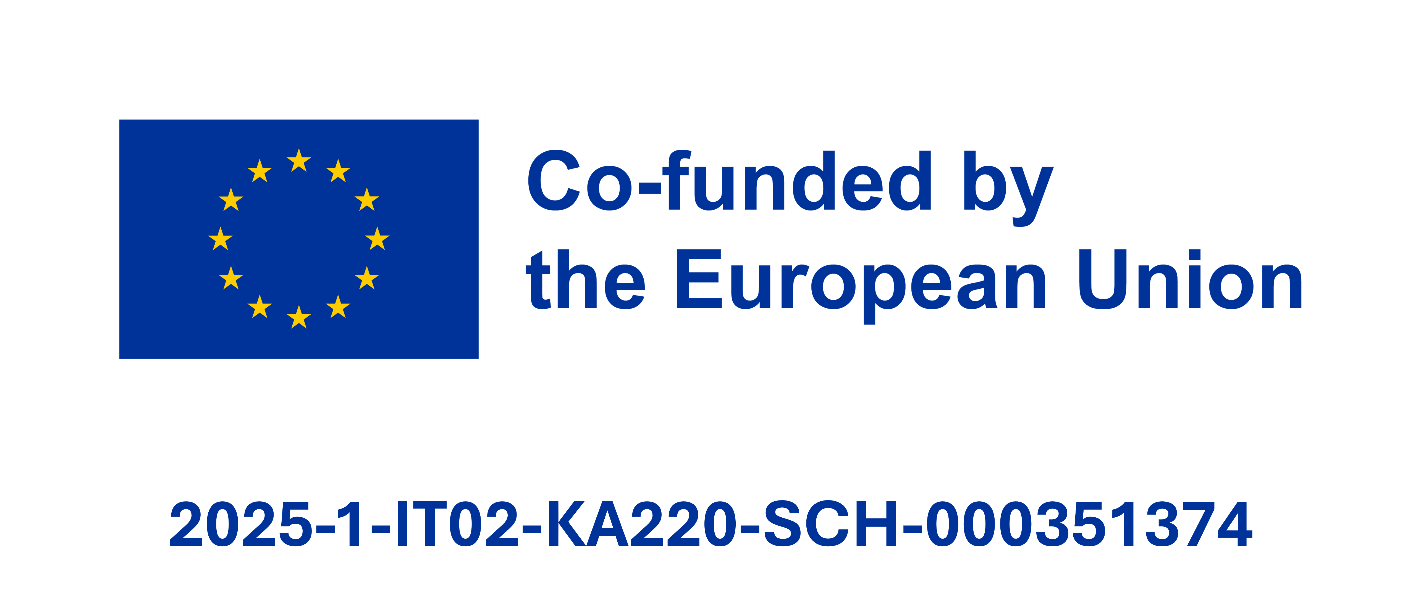 Co-funded by
the European Union
2025-1-IT02-KA220-SCH-000351374